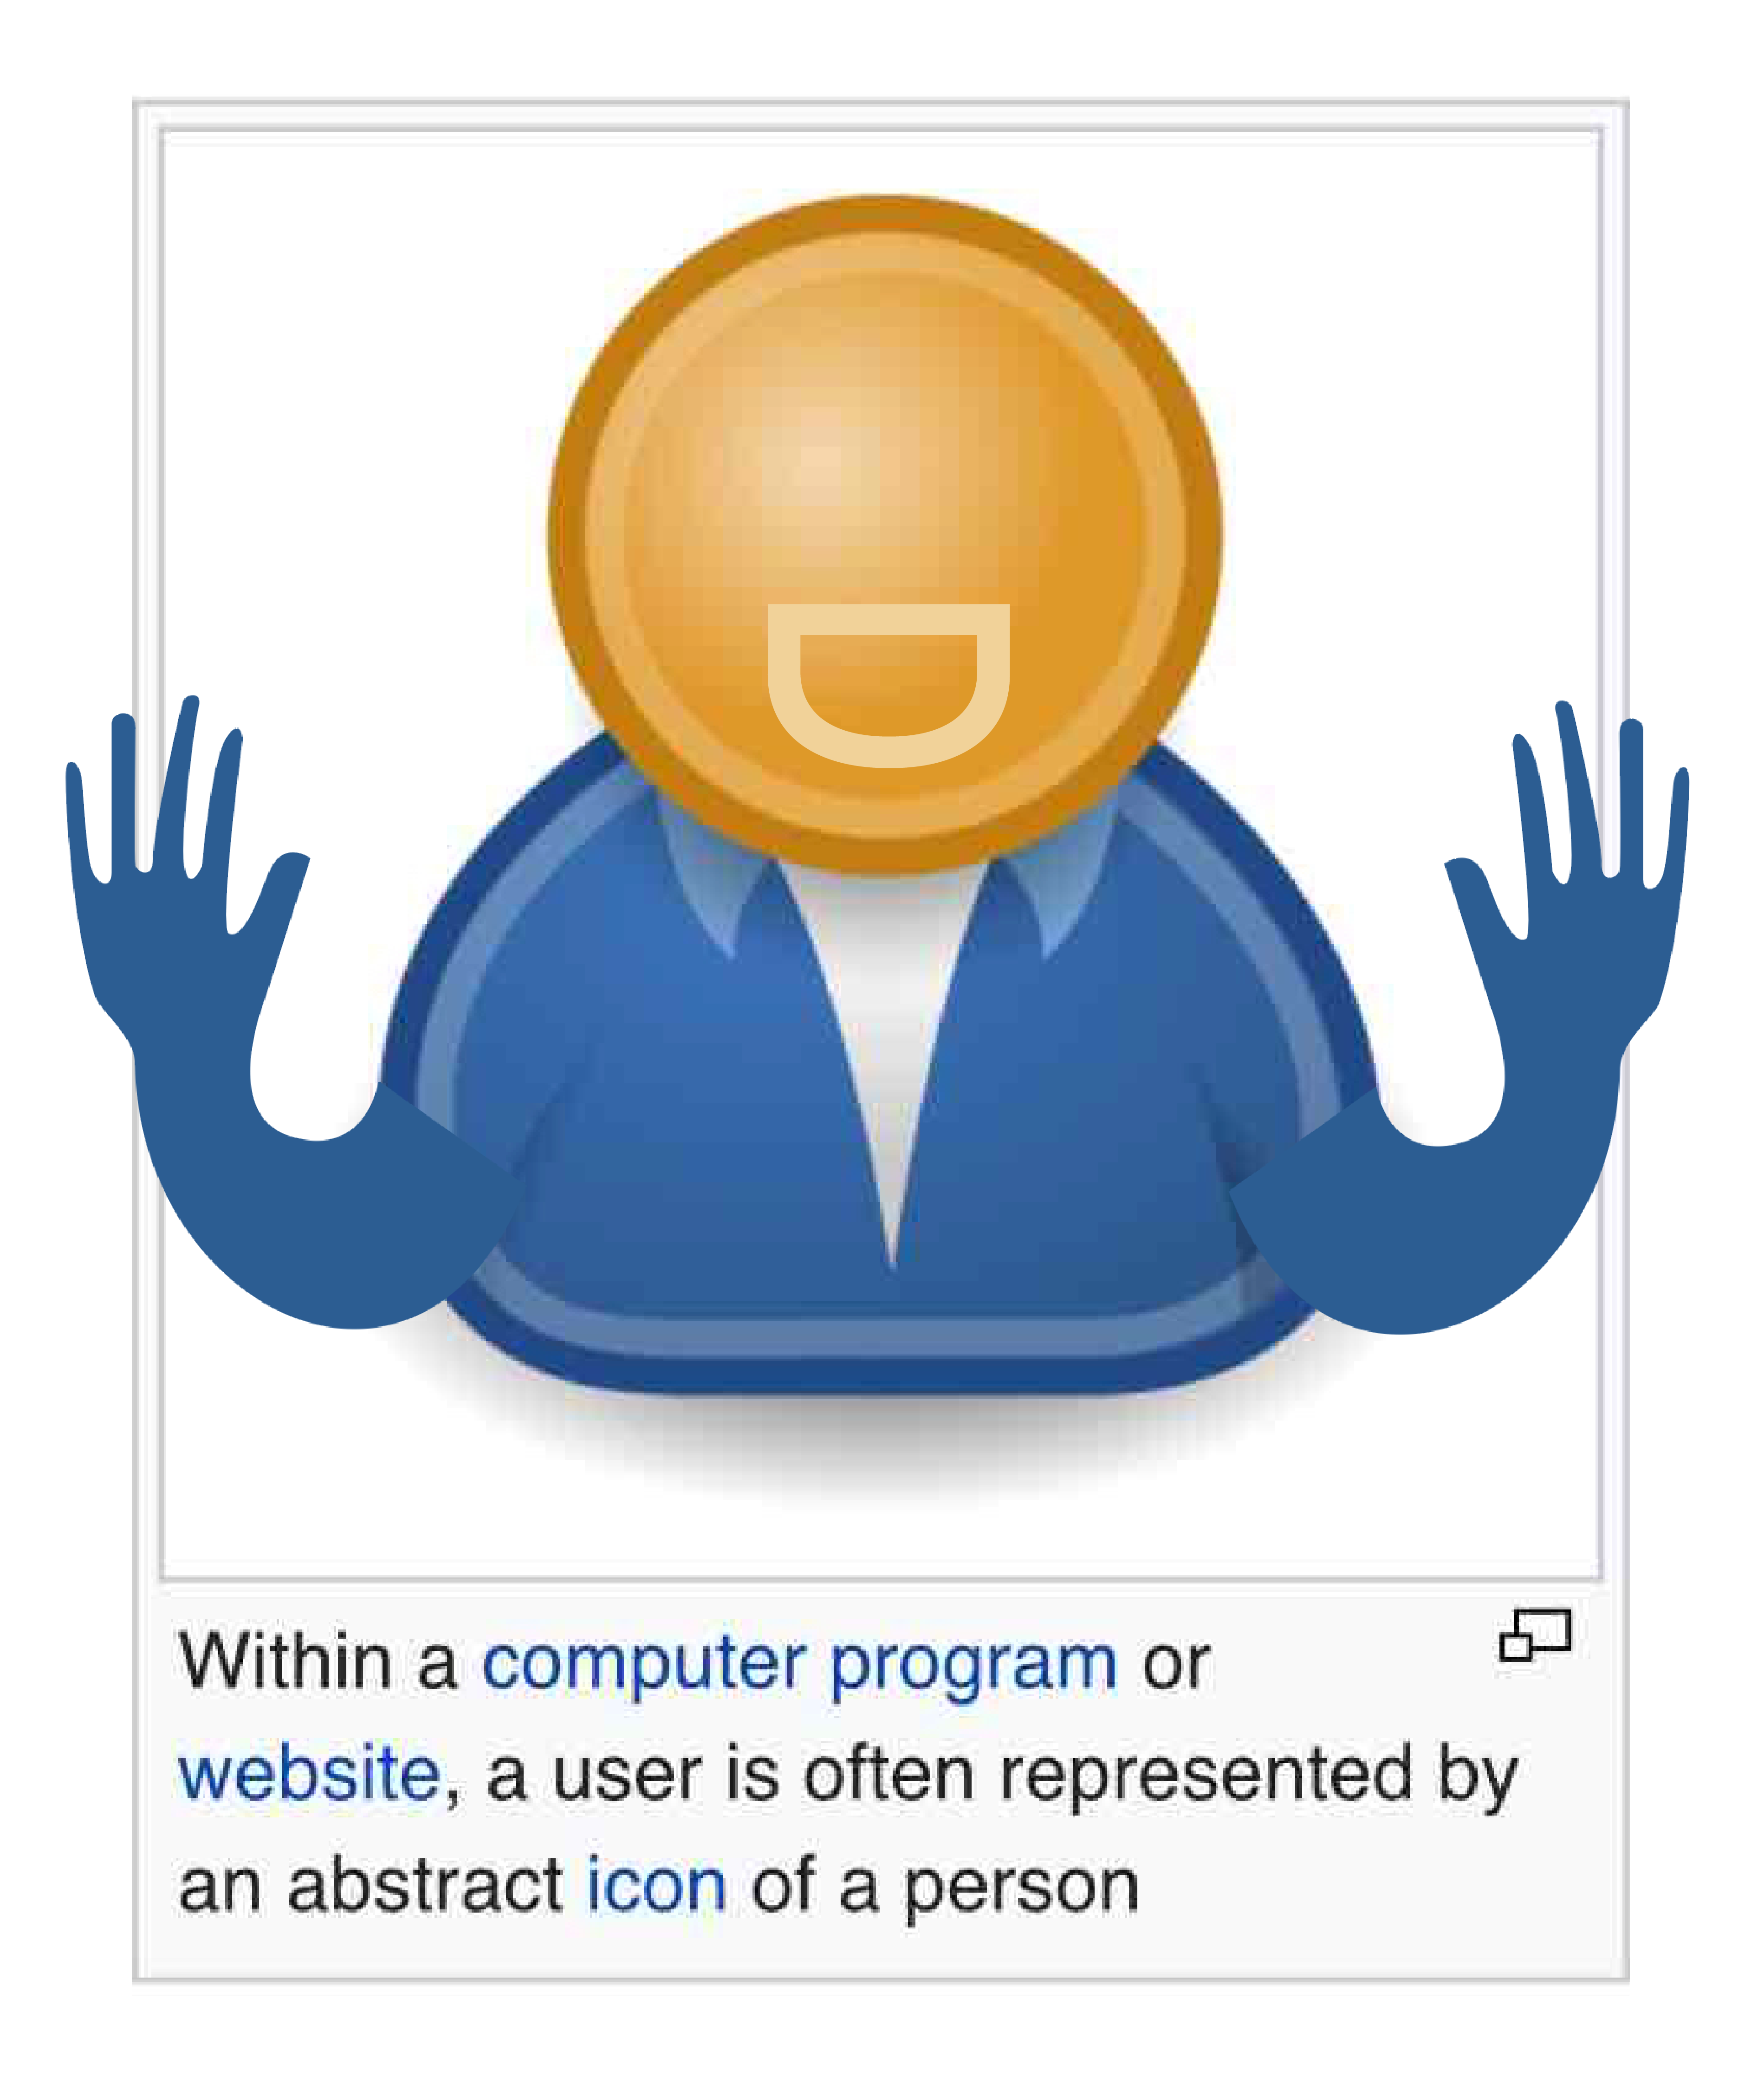 Within a computer program or
website, a user is often represented by
an abstract icon of a person